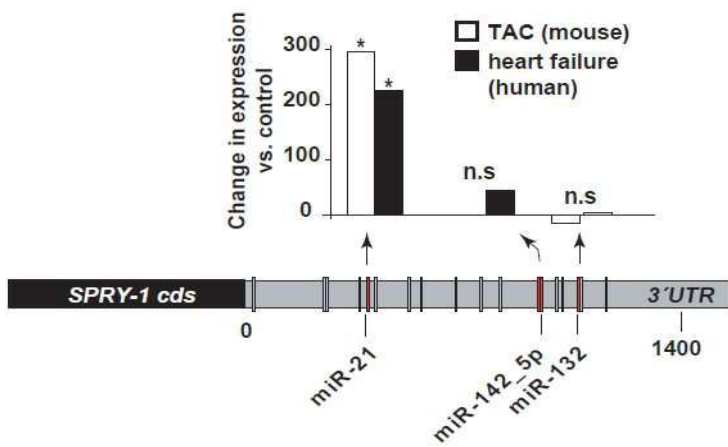 TAC (mouse)
heart failure
(human)
Change in expression
vs. control
300
200
100
0
*
*
n.s
n.s
SPRY-1 cds
3´UTR
0
1400
miR-21
miR-142_5p
miR-132